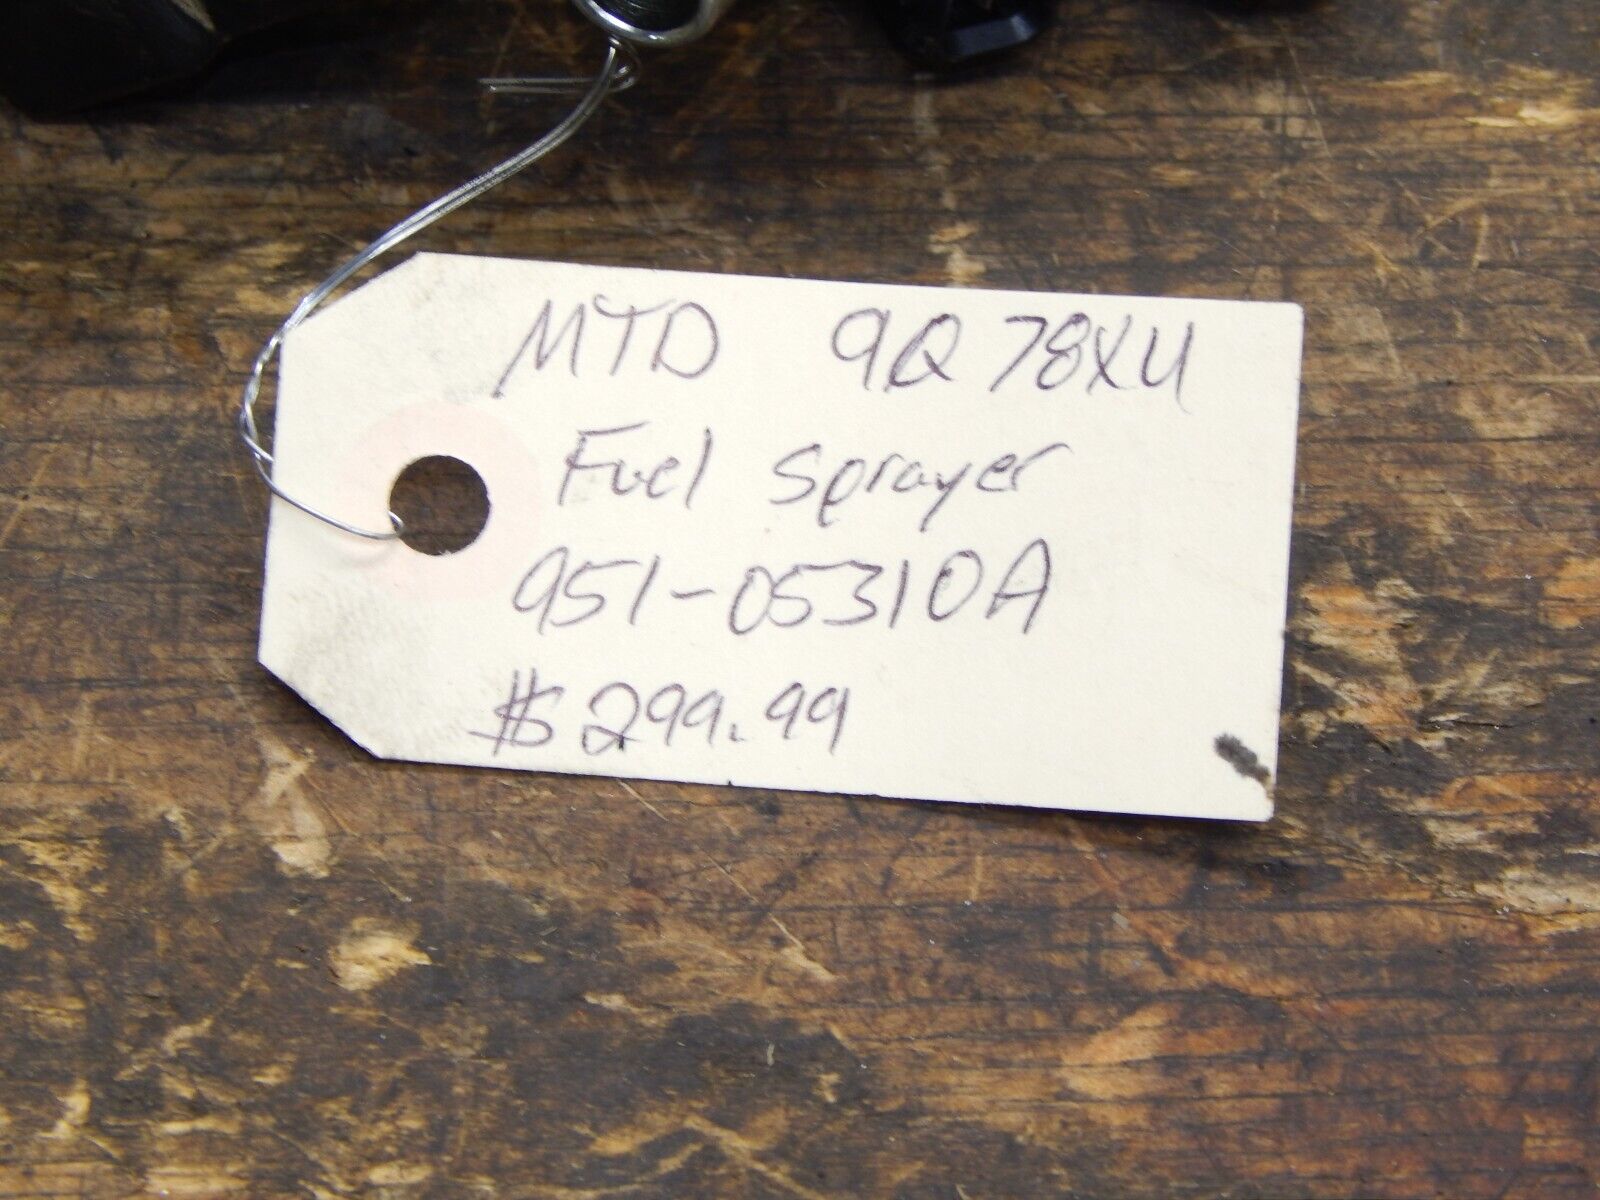 MTD 9Q78XU
Fuel Sprayer
951-05310A
$299.99